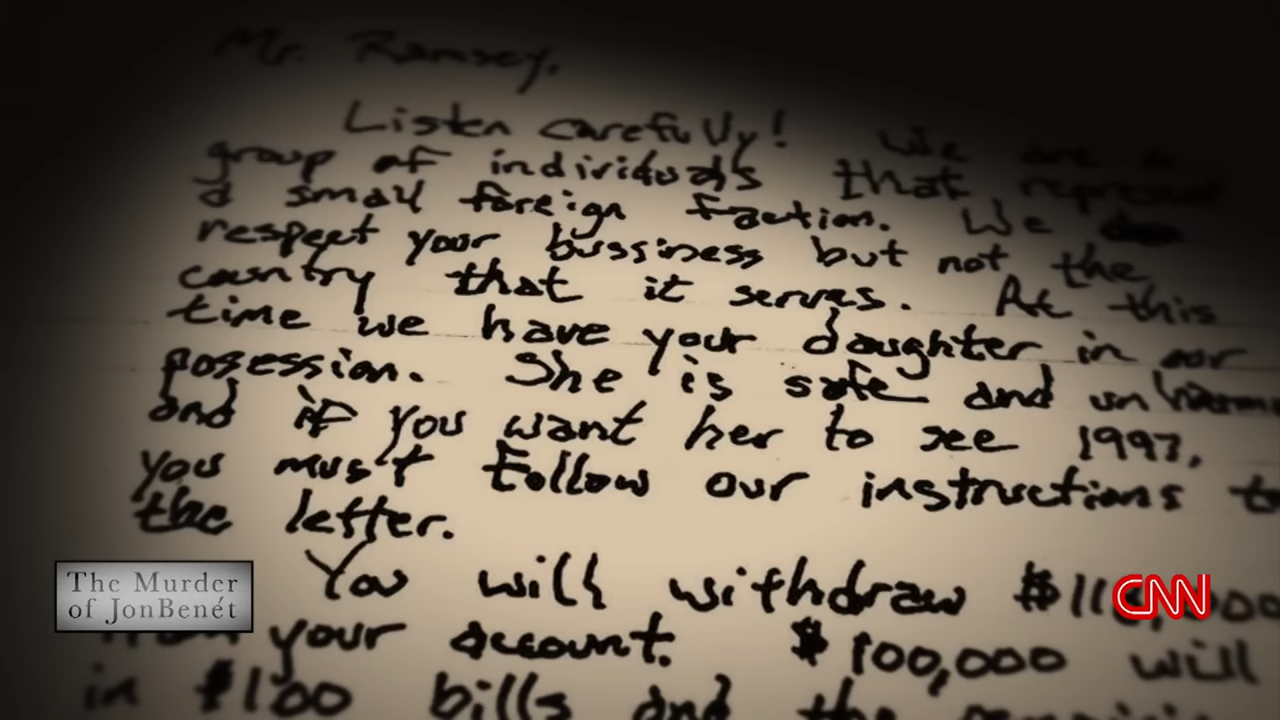 Mr. Ramsey,
Listen carefully! We are a
group of individuals that represent
a small foreign faction. We
respect your bussiness but not the
country that it serves. At this
time we have your daughter in our
posession. She is safe and un harmed
and if you want her to see 1997,
you must follow our instructions to
the letter.
You will withdraw
from your account. $100,000 will
in $100 bills and the
The Murder
of JonBenét
CNN